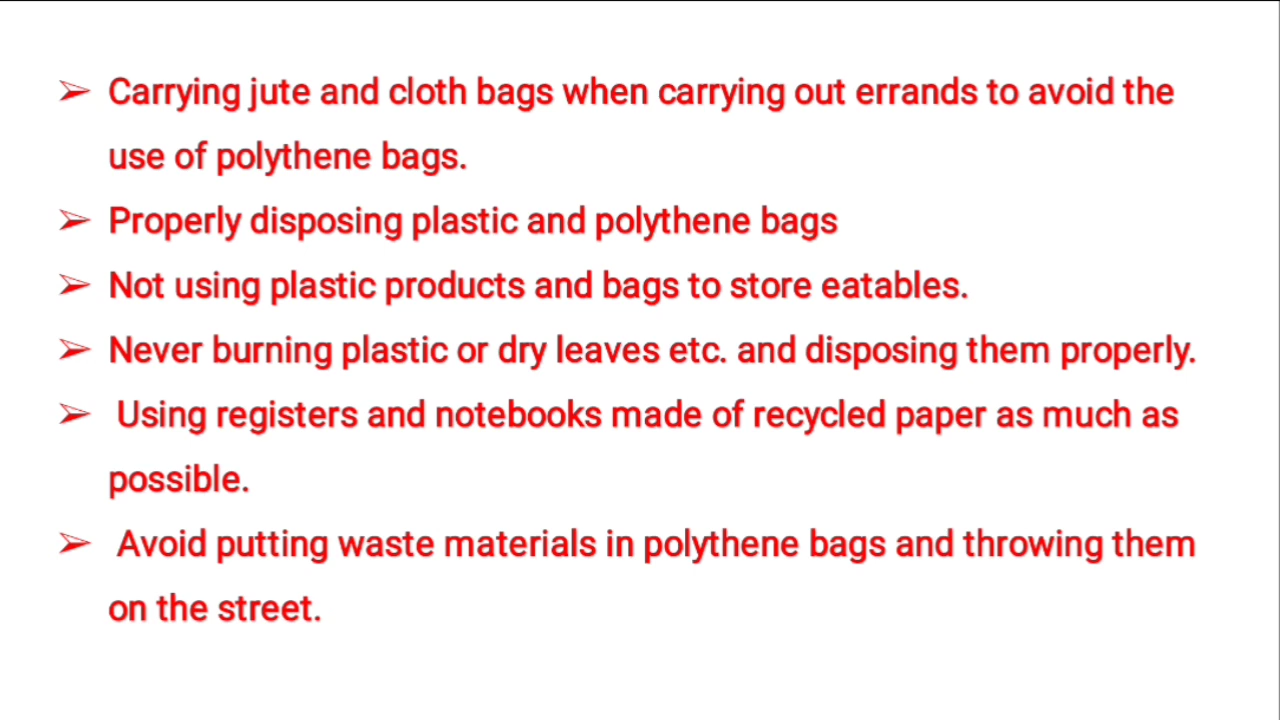 ➢ Carrying jute and cloth bags when carrying out errands to avoid the
use of polythene bags.
➢ Properly disposing plastic and polythene bags
➢ Not using plastic products and bags to store eatables.
➢ Never burning plastic or dry leaves etc. and disposing them properly.
➢ Using registers and notebooks made of recycled paper as much as
possible.
➢ Avoid putting waste materials in polythene bags and throwing them
on the street.